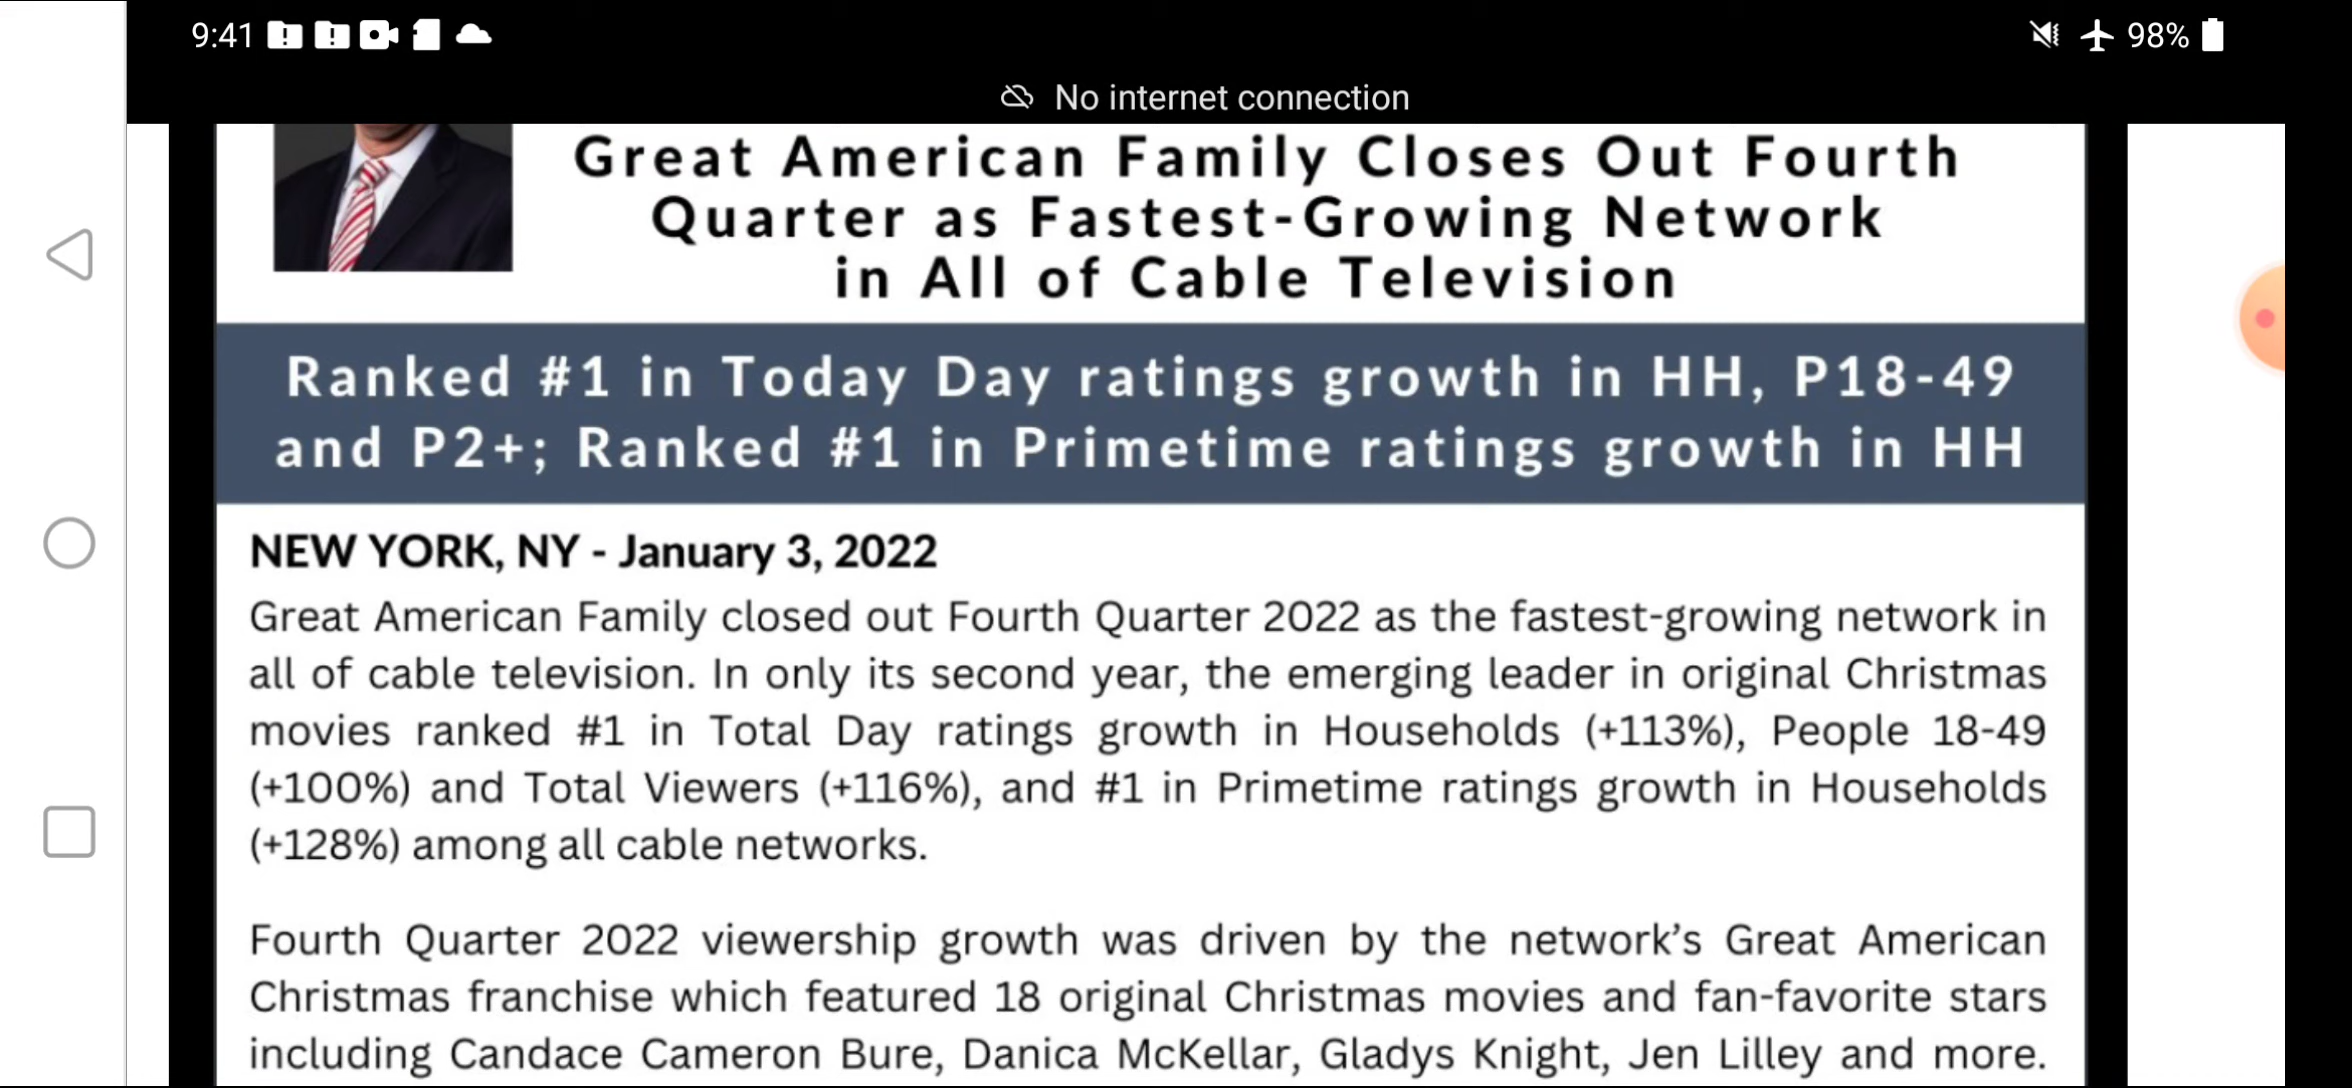 9:41
98%
No internet connection
Great American Family Closes Out Fourth
Quarter as Fastest-Growing Network
in All of Cable Television
Ranked #1 in Today Day ratings growth in HH, P18-49
and P2+; Ranked #1 in Primetime ratings growth in HH
NEW YORK, NY - January 3, 2022
Great American Family closed out Fourth Quarter 2022 as the fastest-growing network in
all of cable television. In only its second year, the emerging leader in original Christmas
movies ranked #1 in Total Day ratings growth in Households (+113%), People 18-49
(+100%) and Total Viewers (+116%), and #1 in Primetime ratings growth in Households
(+128%) among all cable networks.
Fourth Quarter 2022 viewership growth was driven by the network’s Great American
Christmas franchise which featured 18 original Christmas movies and fan-favorite stars
including Candace Cameron Bure, Danica McKellar, Gladys Knight, Jen Lilley and more.